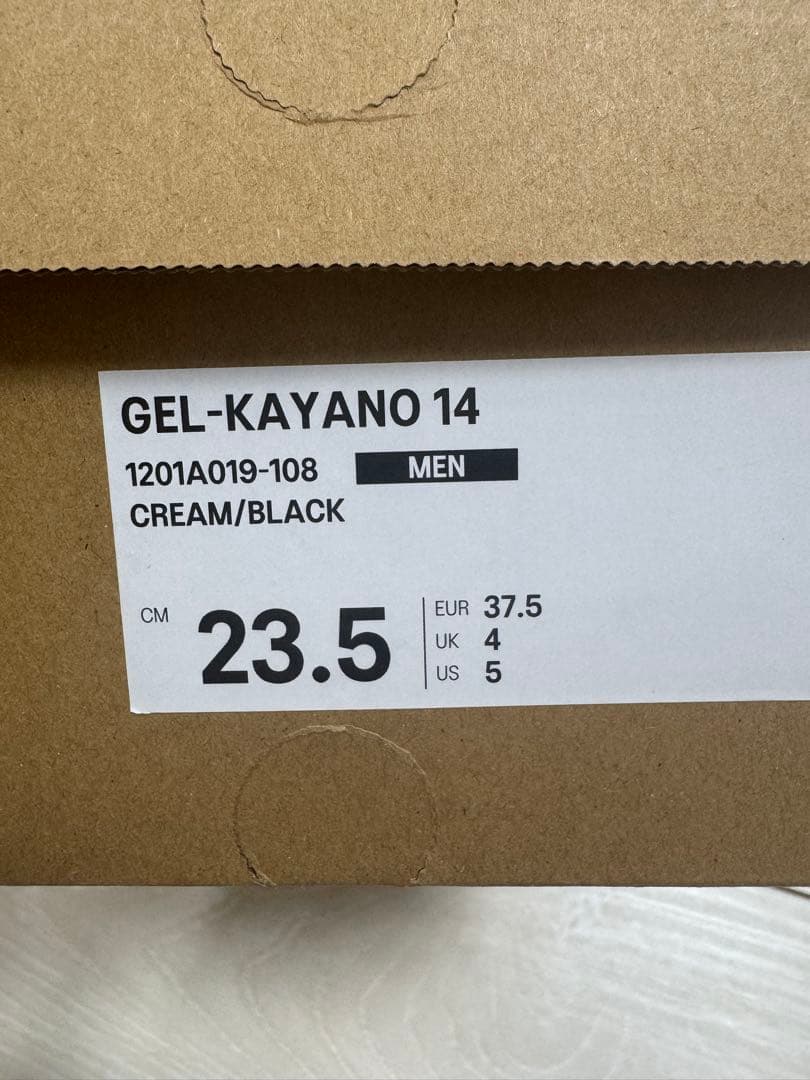 GEL-KAYANO 14
1201A019-108 MEN
CREAM/BLACK
CM 23.5
EUR 37.5
UK 4
US 5